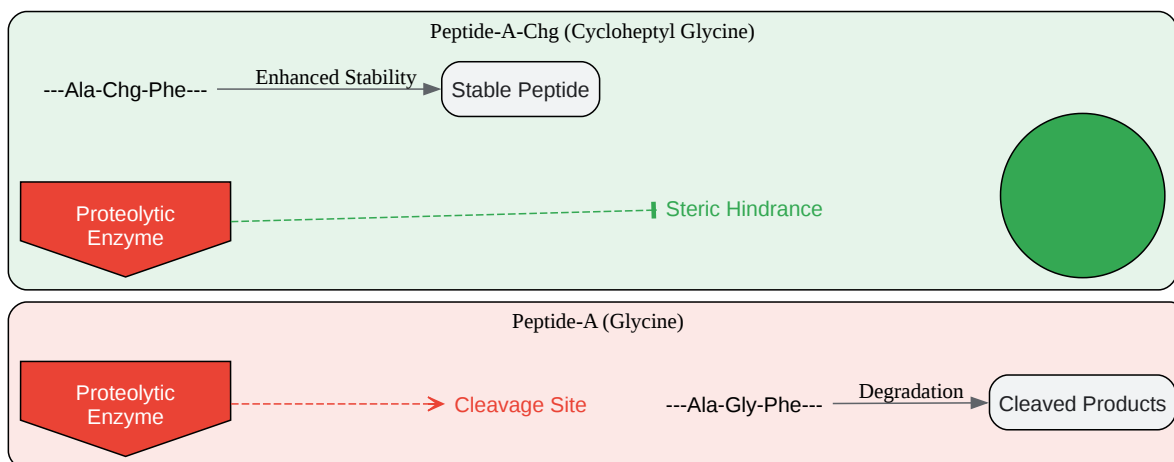 Peptide-A-Chg (Cycloheptyl Glycine)
---Ala-Chg-Phe---
Enhanced Stability
Stable Peptide
Proteolytic
Enzyme
Steric Hindrance
Peptide-A (Glycine)
Proteolytic
Enzyme
Cleavage Site
---Ala-Gly-Phe---
Degradation
Cleaved Products